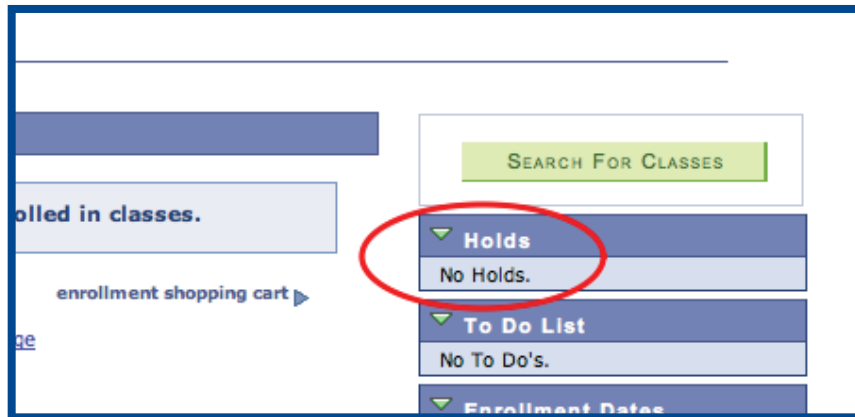 SEARCH FOR CLASSES
olled in classes.
Holds
No Holds.
enrollment shopping cart
To Do List
ge
No To Do's.
Enrollment Dates